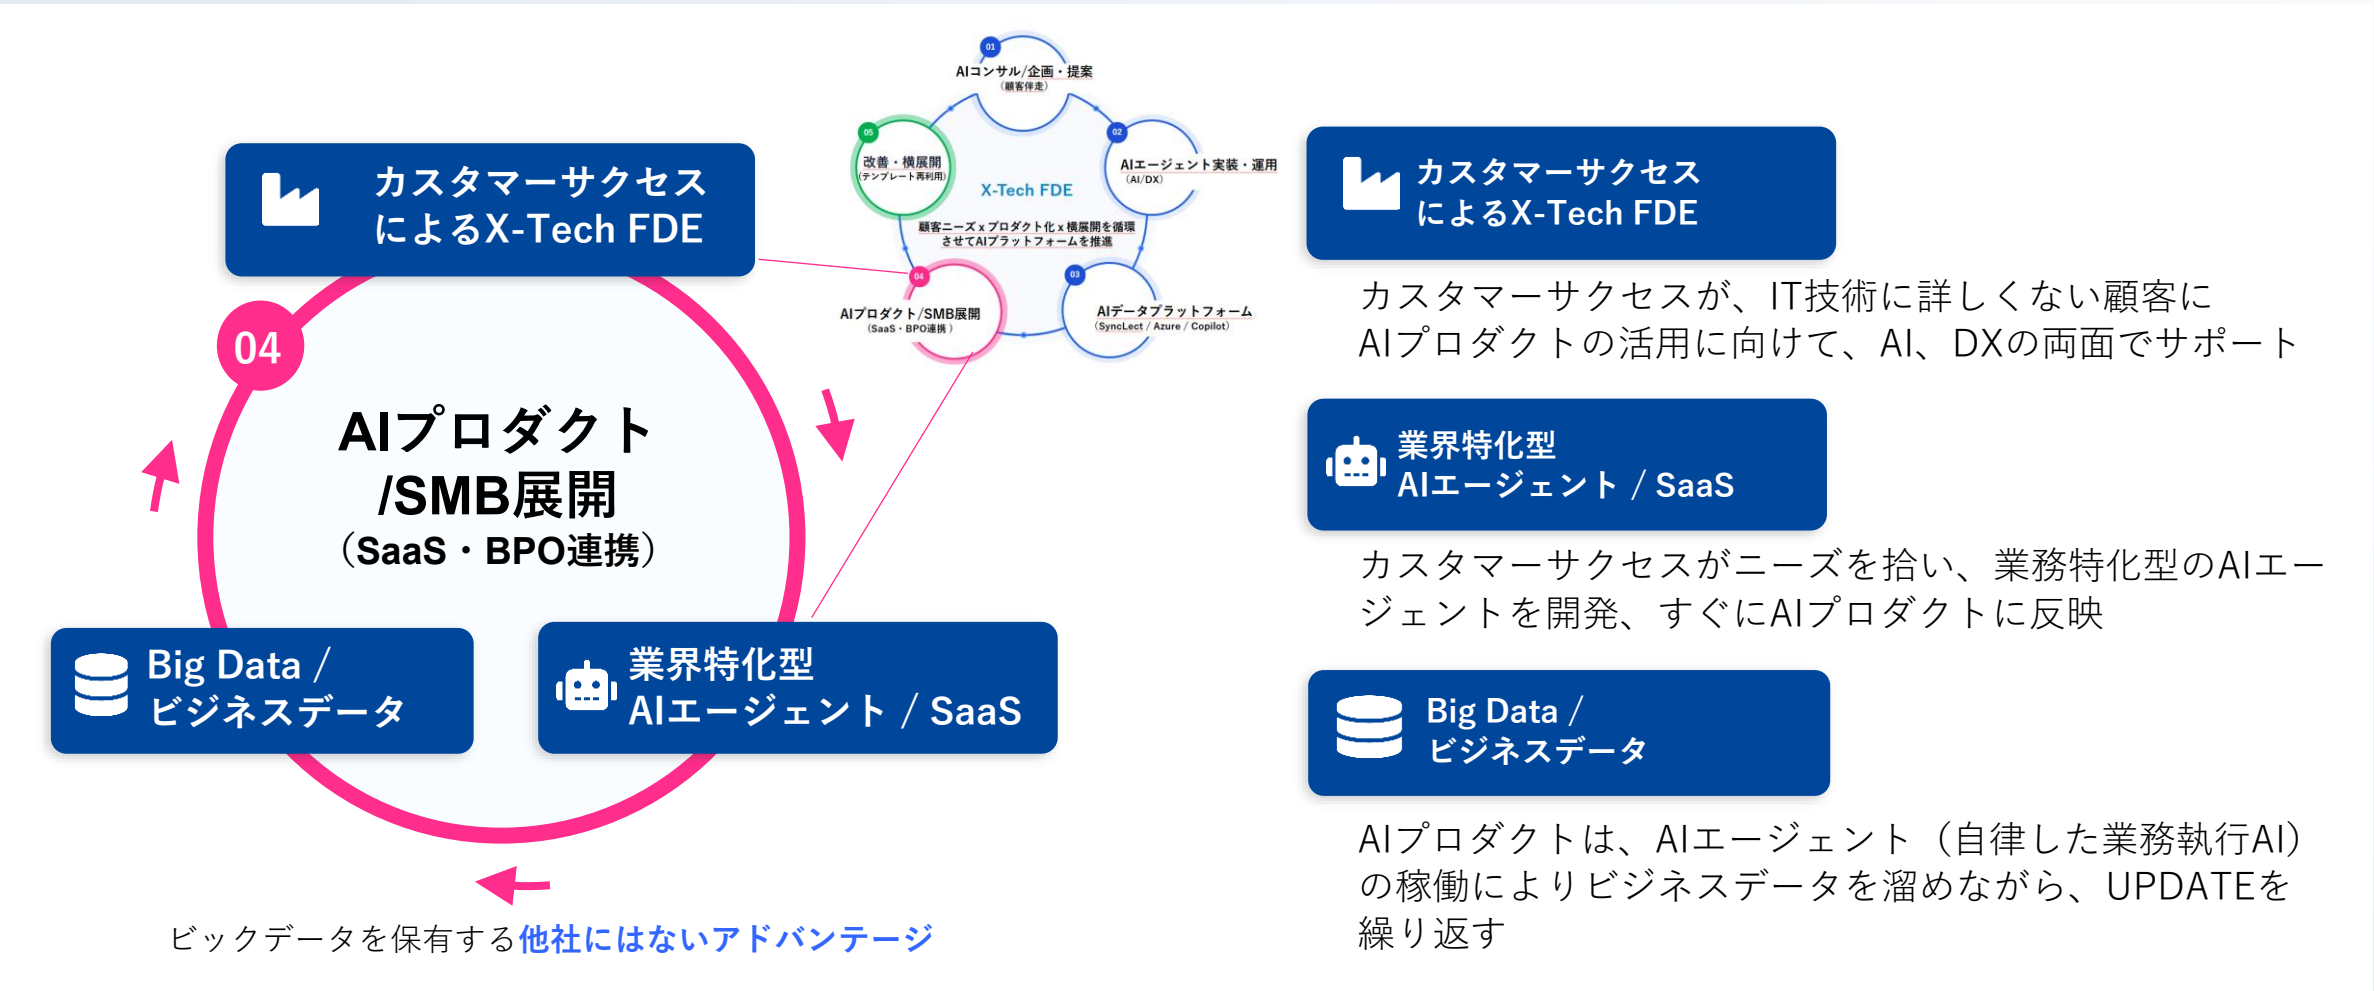 01
AIコンサル/企画・提案
（顧客伴走）
02
AIエージェント実装・運用
（AI/DX）
03
AIデータプラットフォーム
（SyncLect / Azure / Copilot）
04
AIプロダクト/SMB展開
（SaaS・BPO連携 ）
05
改善・横展開
（テンプレート再利用）
X-Tech FDE
顧客ニーズ x プロダクト化 x 横展開を循環
させてAIプラットフォームを推進
カスタマーサクセス
によるX-Tech FDE
04
AIプロダクト
/SMB展開
（SaaS・BPO連携）
Big Data /
ビジネスデータ
業界特化型
AIエージェント / SaaS
ビックデータを保有する他社にはないアドバンテージ
カスタマーサクセス
によるX-Tech FDE
カスタマーサクセスが、IT技術に詳しくない顧客に
AIプロダクトの活用に向けて、AI、DXの両面でサポート
業界特化型
AIエージェント / SaaS
カスタマーサクセスがニーズを拾い、業務特化型のAIエー
ジェントを開発、すぐにAIプロダクトに反映
Big Data /
ビジネスデータ
AIプロダクトは、AIエージェント（自律した業務執行AI）
の稼働によりビジネスデータを溜めながら、UPDATEを
繰り返す